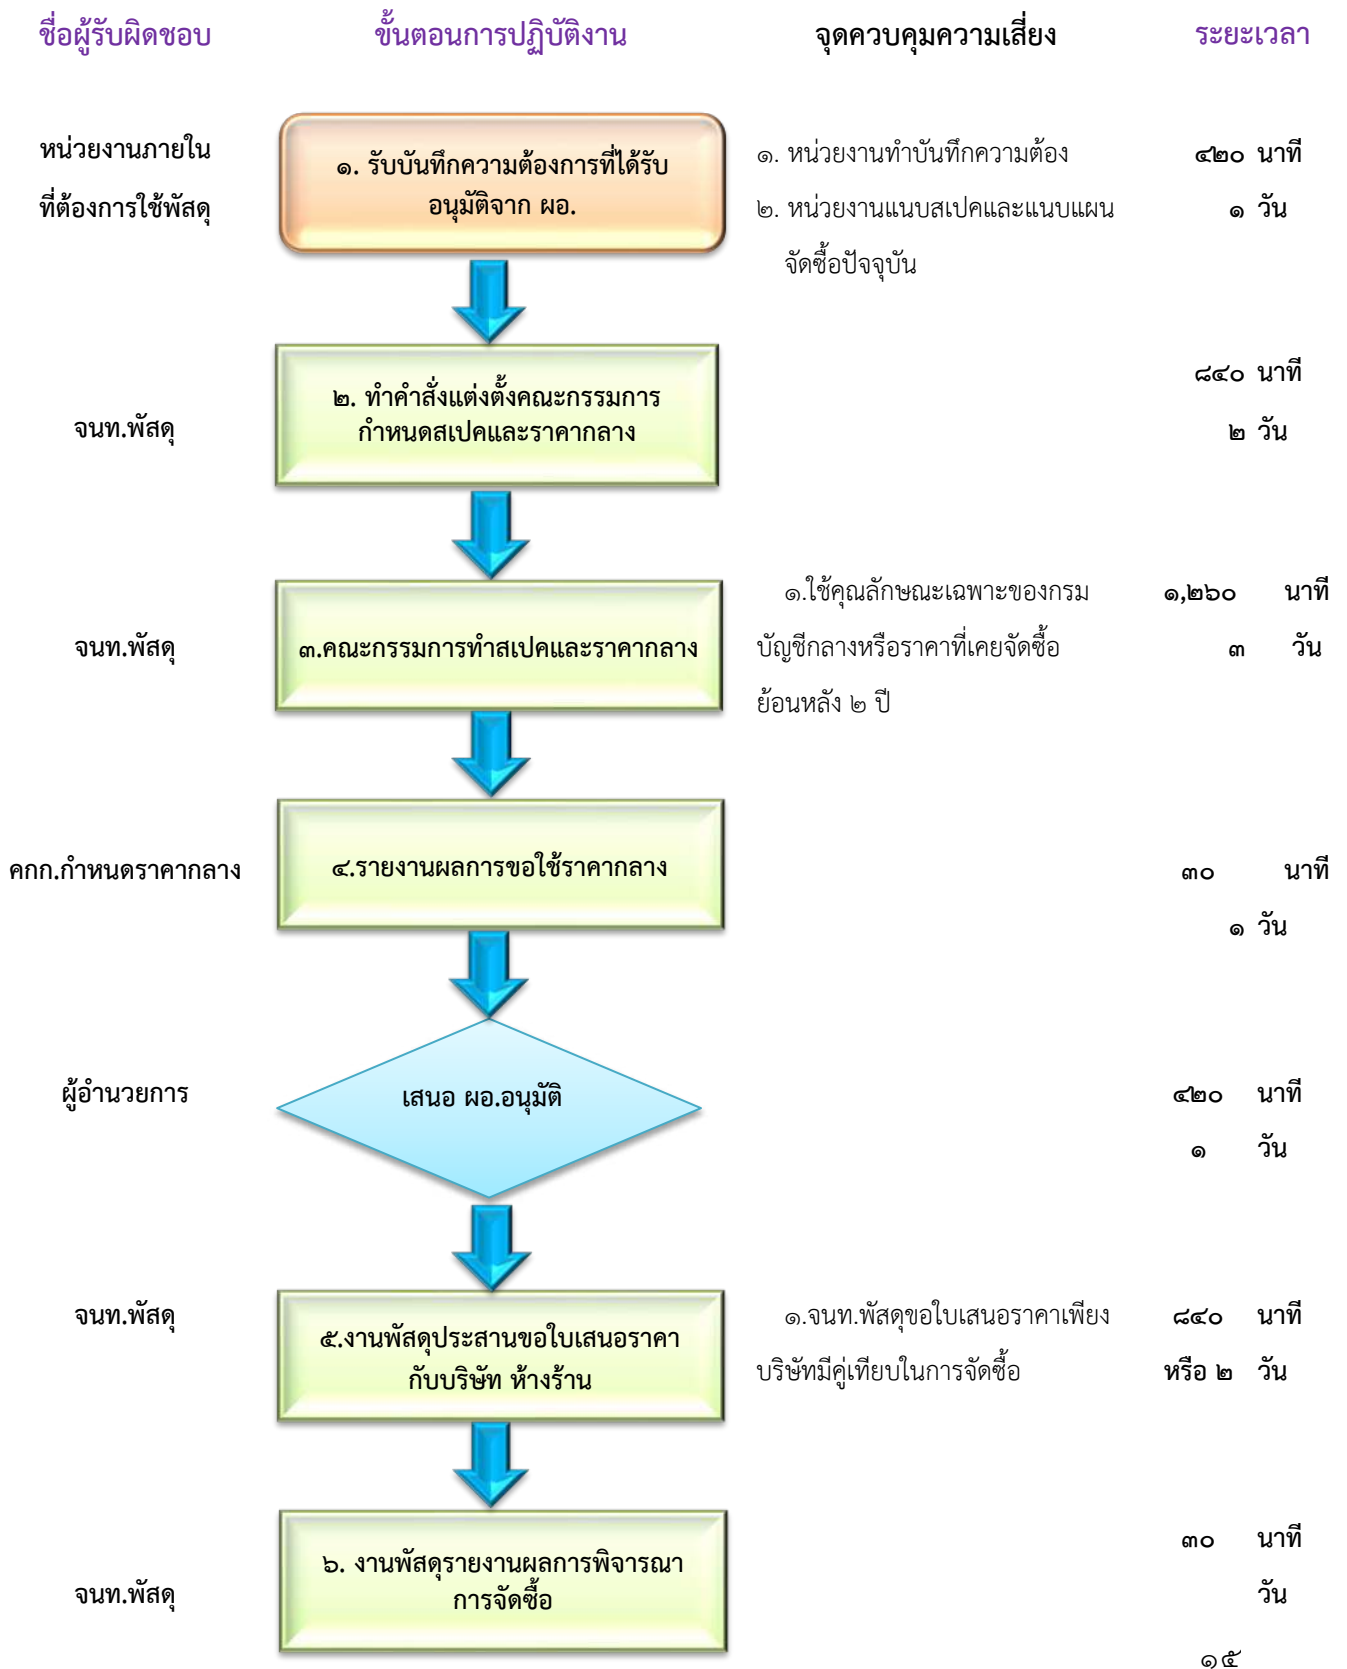 ชื่อผู้รับผิดชอบ ขั้นตอนการปฏิบัติงาน จุดควบคุมความเสี่ยง ระยะเวลา
หน่วยงานภายใน
ที่ต้องการใช้พัสดุ
๑. รับบันทึกความต้องการที่ได้รับ
อนุมัติจาก ผอ.
๑. หน่วยงานทำบันทึกความต้อง
๒. หน่วยงานแนบสเปคและแนบแผน
จัดซื้อปัจจุบัน
๔๒๐ นาที
๑ วัน
จนท.พัสดุ
๒. ทำคำสั่งแต่งตั้งคณะกรรมการ
กำหนดสเปคและราคากลาง
๘๔๐ นาที
๒ วัน
จนท.พัสดุ
๓.คณะกรรมการทำสเปคและราคากลาง
๑.ใช้คุณลักษณะเฉพาะของกรม
บัญชีกลางหรือราคาที่เคยจัดซื้อ
ย้อนหลัง ๒ ปี
๑,๒๖๐ นาที
๓ วัน
คกก.กำหนดราคากลาง
๔.รายงานผลการขอใช้ราคากลาง
๓๐ นาที
๑ วัน
ผู้อำนวยการ
เสนอ ผอ.อนุมัติ
๔๒๐ นาที
๑ วัน
จนท.พัสดุ
๕.งานพัสดุประสานขอใบเสนอราคา
กับบริษัท ห้างร้าน
๑.จนท.พัสดุขอใบเสนอราคาเพียง
บริษัทมีคู่เทียบในการจัดซื้อ
๘๔๐ นาที
หรือ ๒ วัน
จนท.พัสดุ
๖. งานพัสดุรายงานผลการพิจารณา
การจัดซื้อ
๓๐ นาที
วัน
๑๕